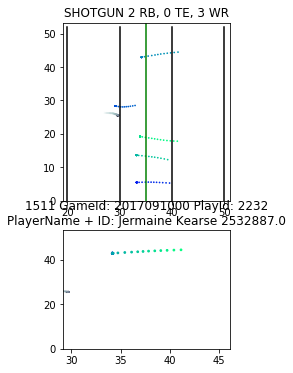 SHOTGUN 2 RB, 0 TE, 3 WR
50
40
30
20
10
0
20 30 40 50
1511 GameId: 2017091000 PlayId: 2232
PlayerName + ID: Jermaine Kearse 2532887.0
40
20
0
30 35 40 45